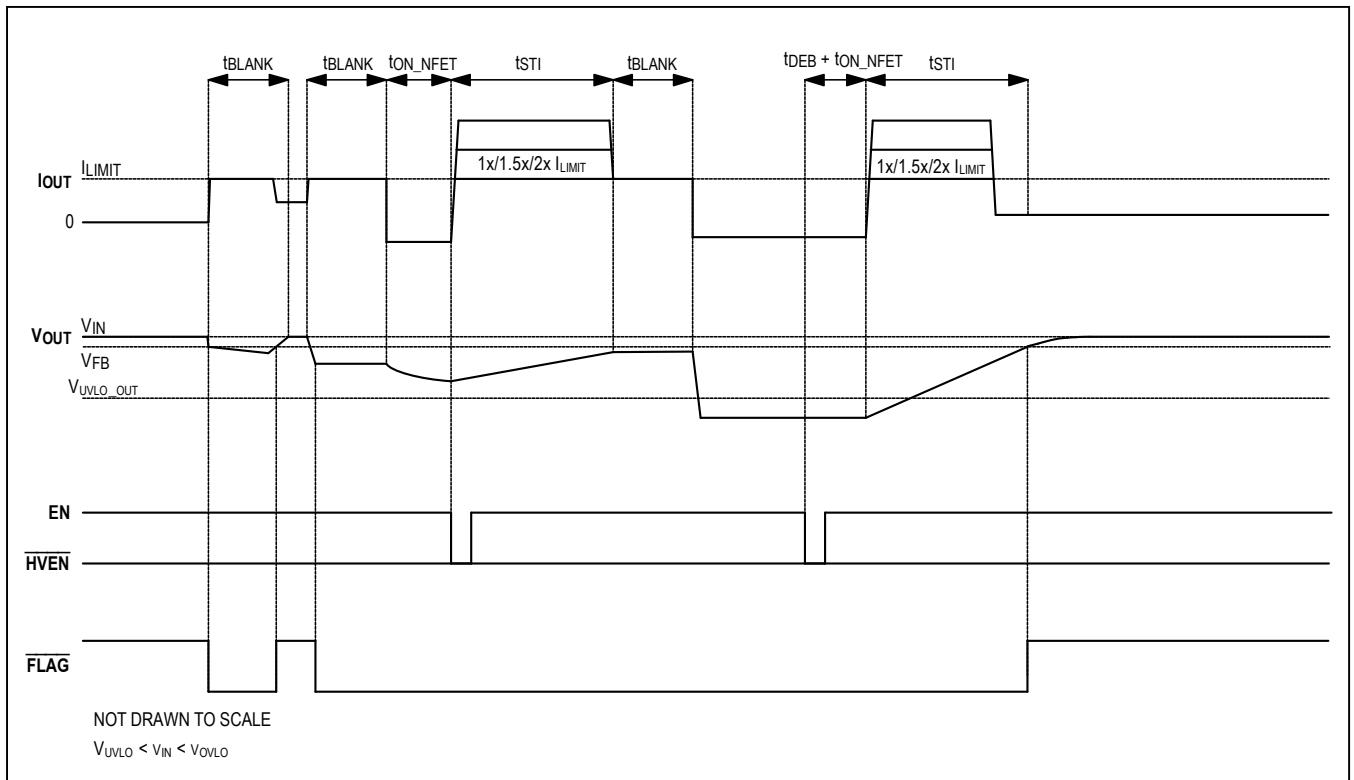 tBLANK tBLANK tON_NFET tSTI tBLANK tDEB + tON_NFET tSTI
ILIMIT
IOUT
1x/1.5x/2x ILIMIT 1x/1.5x/2x ILIMIT
0
VIN
VOUT
VFB
VUVLO_OUT
EN
HVEN
FLAG
NOT DRAWN TO SCALE
VUVLO < VIN < VOVLO